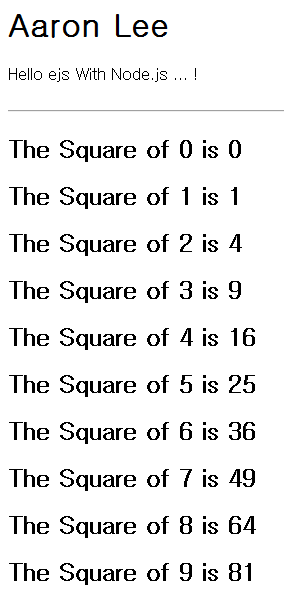 Aaron Lee
Hello ejs With Node.js ... !
The Square of 0 is 0
The Square of 1 is 1
The Square of 2 is 4
The Square of 3 is 9
The Square of 4 is 16
The Square of 5 is 25
The Square of 6 is 36
The Square of 7 is 49
The Square of 8 is 64
The Square of 9 is 81